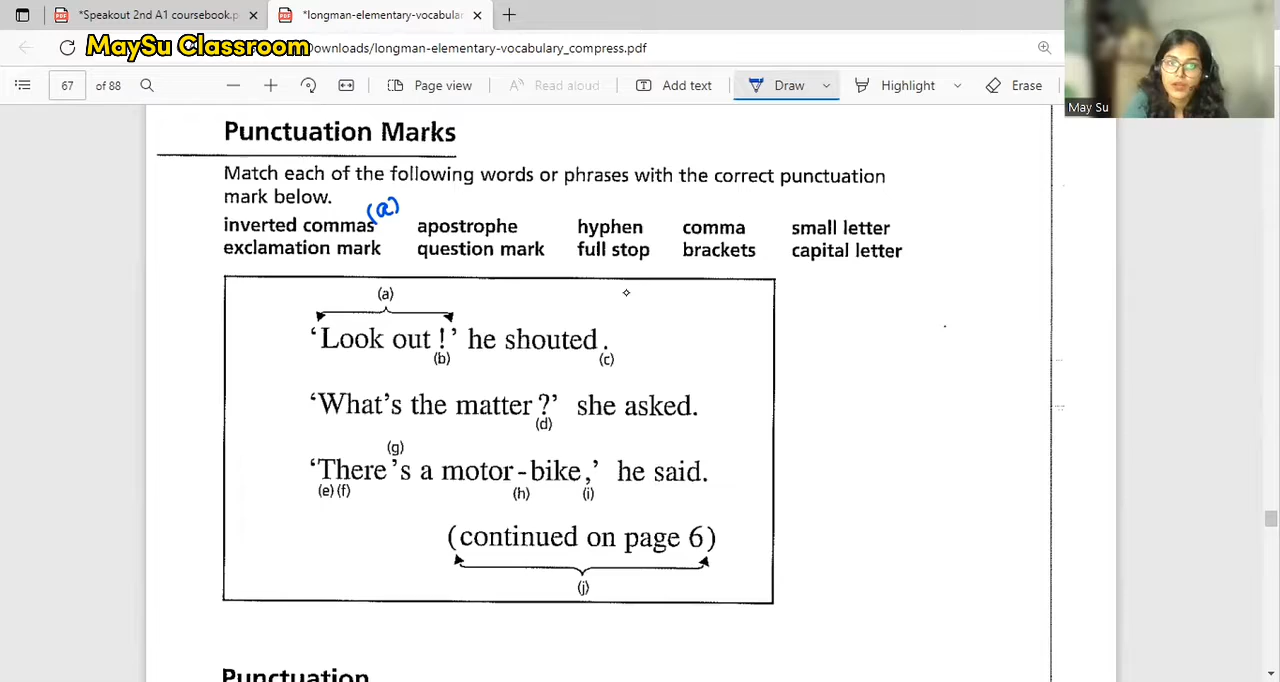 *Speakout 2nd A1 coursebook.p
*longman-elementary-vocabula
MaySu Classroom
Downloads/longman-elementary-vocabulary_compress.pdf
67 of 88
Page view
Read aloud
Add text
Draw
Highlight
Erase
May Su
Punctuation Marks
Match each of the following words or phrases with the correct punctuation
mark below.
(a)
inverted commas apostrophe hyphen comma small letter
exclamation mark question mark full stop brackets capital letter
(a)
‘Look out !’ he shouted .
(b) (c)
‘What’s the matter ?’ she asked.
(d)
(g)
‘There ’s a motor - bike ,’ he said.
(e) (f) (h) (i)
(continued on page 6)
(j)
Punctuation